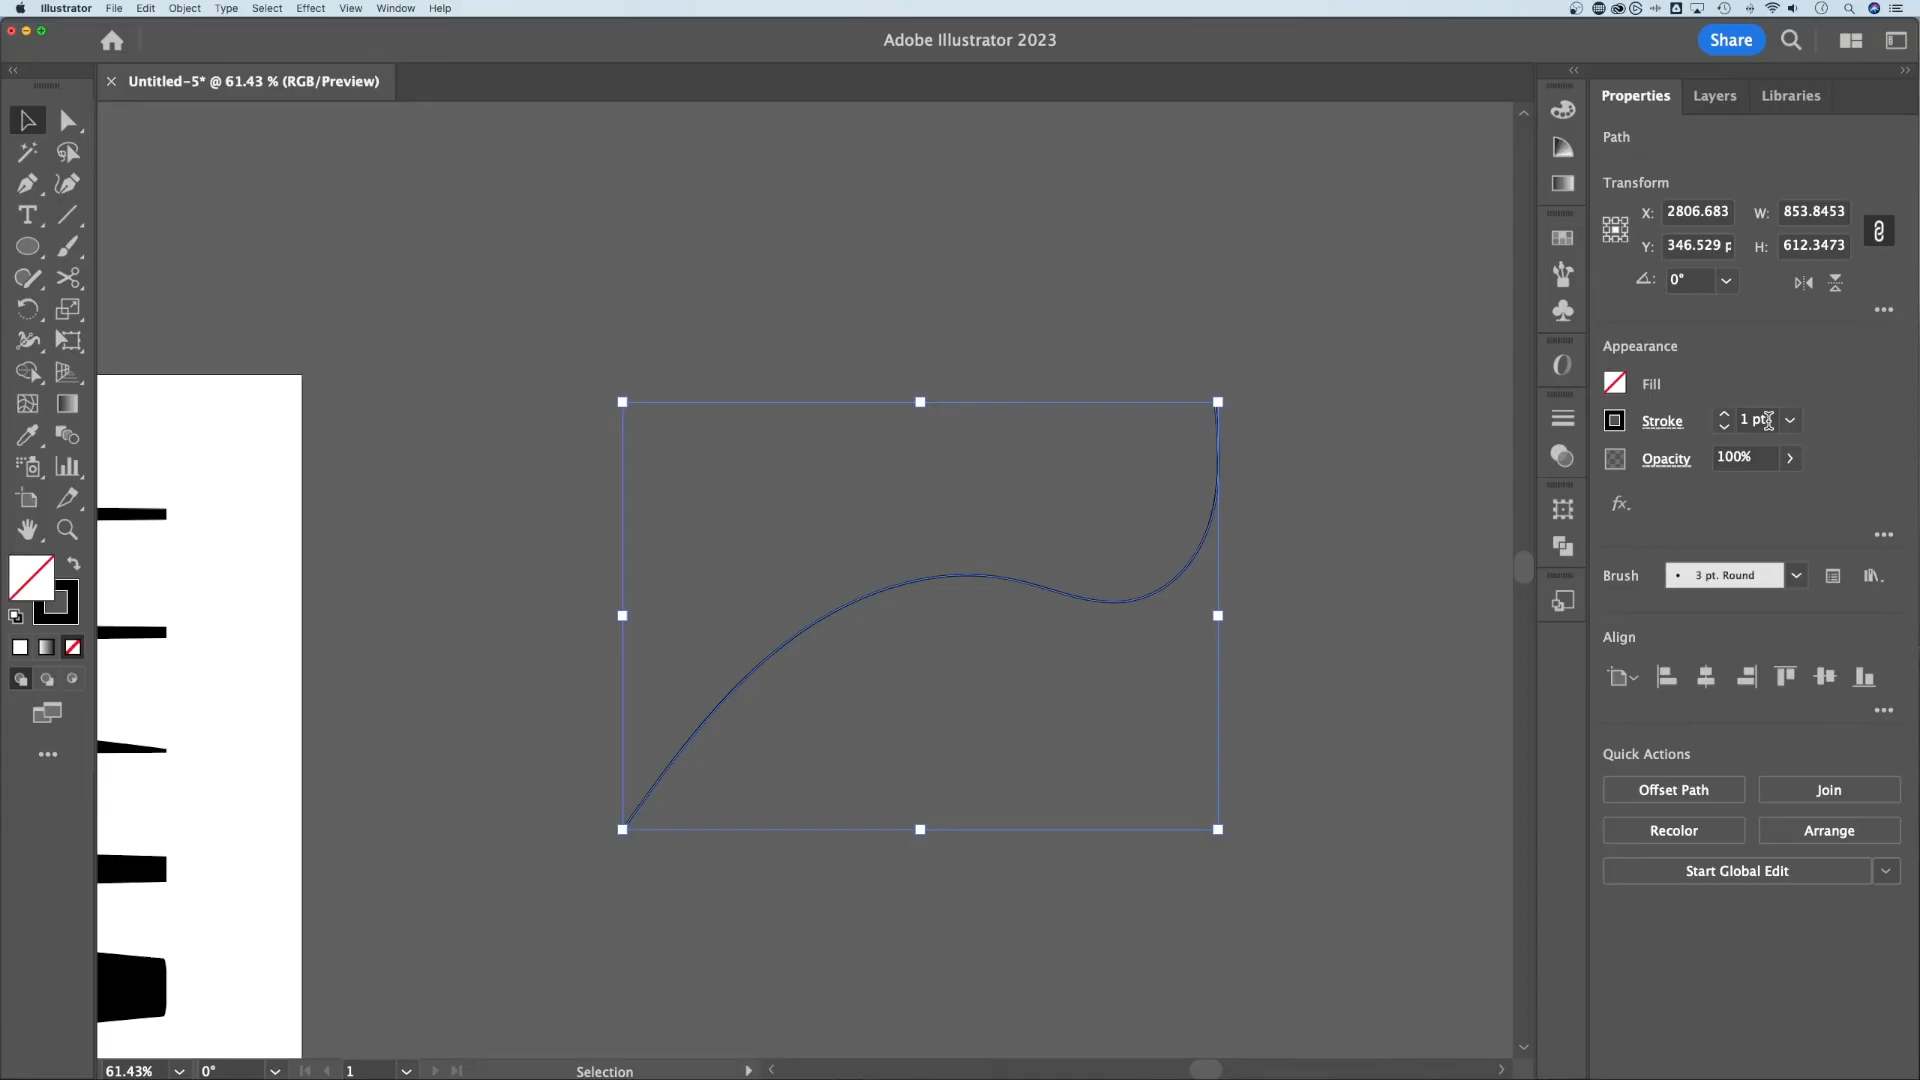 Illustrator File Edit Object Type Select Effect View Window Help
Adobe Illustrator 2023
Share
× Untitled-5* @ 61.43 % (RGB/Preview)
Properties Layers Libraries
Path
Transform
X: 2806.683 W: 853.8453
Y: 346.529 p H: 612.3473
0°
Appearance
Fill
Stroke 1 pt
Opacity 100%
fx.
Brush • 3 pt. Round
Align
Quick Actions
Offset Path Join
Recolor Arrange
Start Global Edit
61.43% 0° 1 Selection